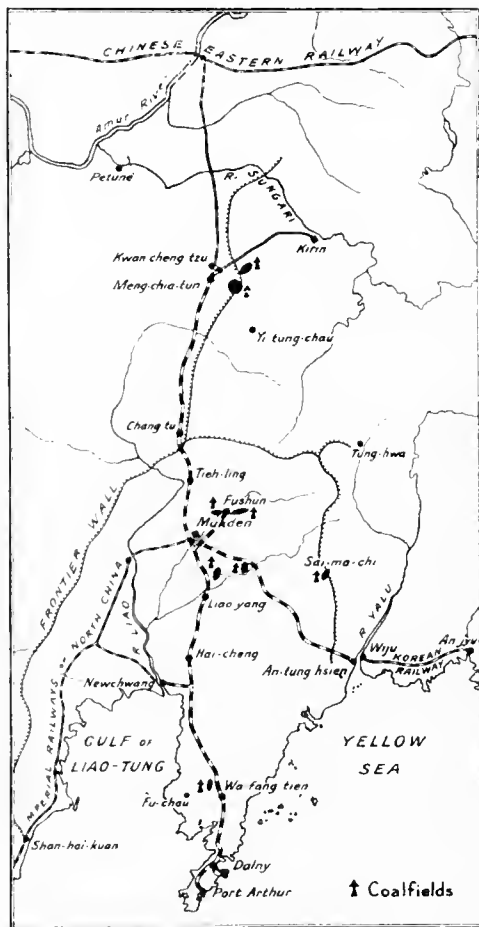 CHINESE EASTERN RAILWAY
Amur River
Petuné
R. SUNGARI
Kirin
Kwan cheng tzu
Meng-chia-tun
Yi tung-chau
Chang tu
Tung-hwa
Tieh-ling
Fushun
Mukden
FRONTIER WALL
Sai-ma-chi
Liao yang
IMPERIAL RAILWAYS OF NORTH CHINA
R LIAO
R YALU
An jyu
Wiju
KOREAN RAILWAY
Hai-cheng
An-tung hsien
Newchwang
GULF OF
LIAO-TUNG
YELLOW
SEA
Wa fang tien
Fu-chau
Shan-hai-kuan
Dalny
Port Arthur
Coalfields